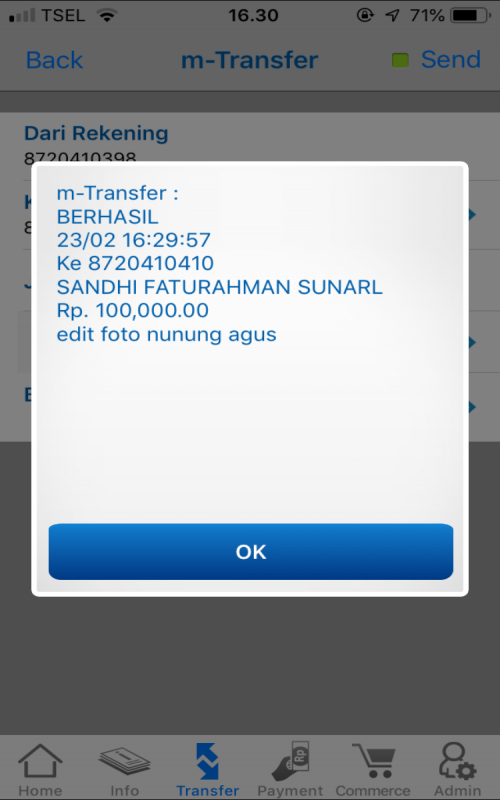 TSEL 16.30 71%
Back m-Transfer Send
Dari Rekening
8720410398
m-Transfer :
BERHASIL
23/02 16:29:57
Ke 8720410410
SANDHI FATURAHMAN SUNARL
Rp. 100,000.00
edit foto nunung agus
OK
Rp
Home Info Transfer Payment Commerce Admin